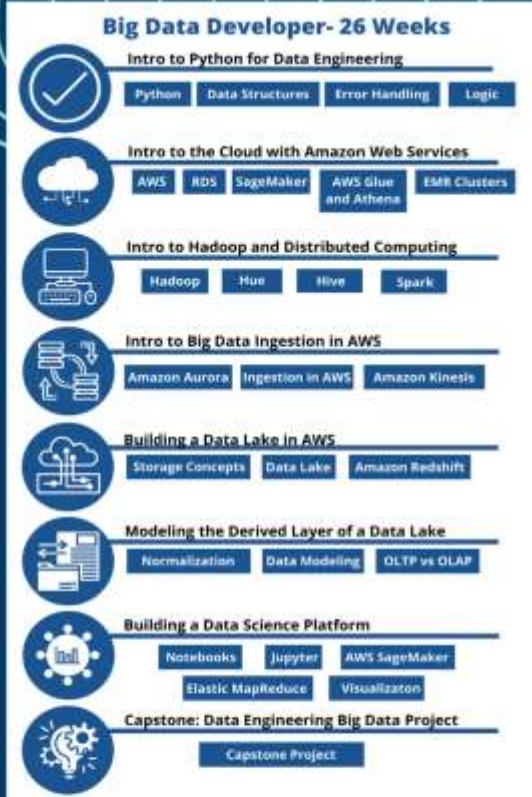 Big Data Developer- 26 Weeks
Intro to Python for Data Engineering
Python Data Structures Error Handling Logic
Intro to the Cloud with Amazon Web Services
AWS RDS SageMaker AWS Glue and Athena EMR Clusters
Intro to Hadoop and Distributed Computing
Hadoop Hue Hive Spark
Intro to Big Data Ingestion in AWS
Amazon Aurora Ingestion in AWS Amazon Kinesis
Building a Data Lake in AWS
Storage Concepts Data Lake Amazon Redshift
Modeling the Derived Layer of a Data Lake
Normalization Data Modeling OLTP vs OLAP
Building a Data Science Platform
Notebooks Jupyter AWS SageMaker
Elastic MapReduce Visualizaton
Capstone: Data Engineering Big Data Project
Capstone Project